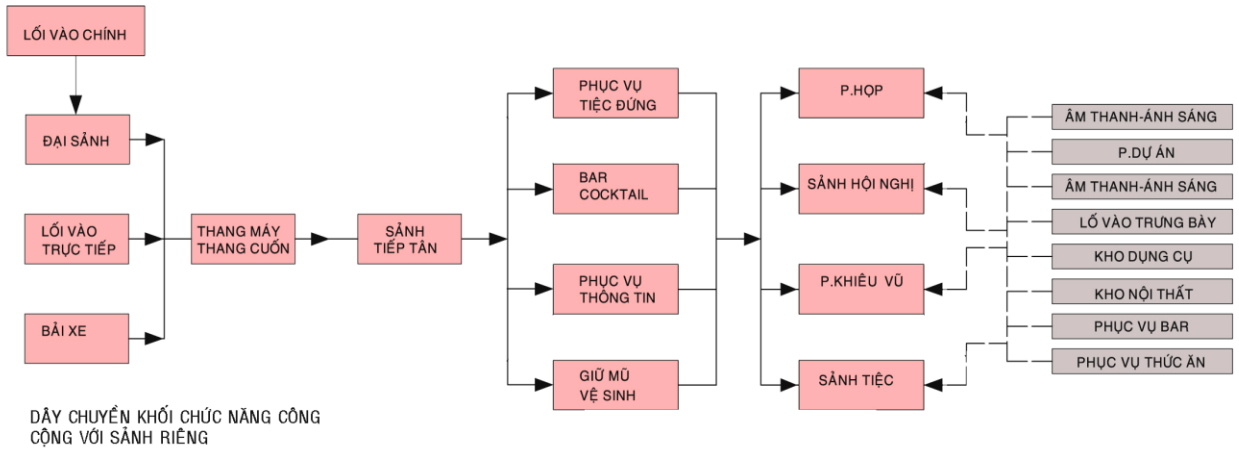 LỐI VÀO CHÍNH
ĐẠI SẢNH
LỐI VÀO
TRỰC TIẾP
BẢI XE
THANG MÁY
THANG CUỐN
SẢNH
TIẾP TÂN
PHỤC VỤ
TIỆC ĐỨNG
BAR
COCKTAIL
PHỤC VỤ
THÔNG TIN
GIỮ MŨ
VỆ SINH
P.HỌP
SẢNH HỘI NGHỊ
P.KHIÊU VŨ
SẢNH TIỆC
ÂM THANH-ÁNH SÁNG
P.DỰ ÁN
ÂM THANH-ÁNH SÁNG
LỐ VÀO TRƯNG BÀY
KHO DỤNG CỤ
KHO NỘI THẤT
PHỤC VỤ BAR
PHỤC VỤ THỨC ĂN
DÂY CHUYỀN KHỐI CHỨC NĂNG CÔNG
CỘNG VỚI SẢNH RIÊNG